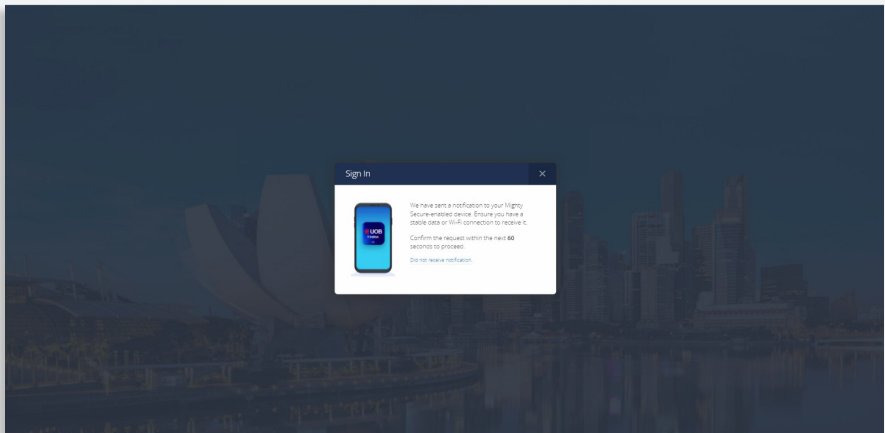 Sign In
We have sent a notification to your Mighty
Secure-enabled device. Ensure you have a
stable data or Wi-Fi connection to receive it.
UOB
Confirm the request within the next 60
seconds to proceed.
Did not receive notification